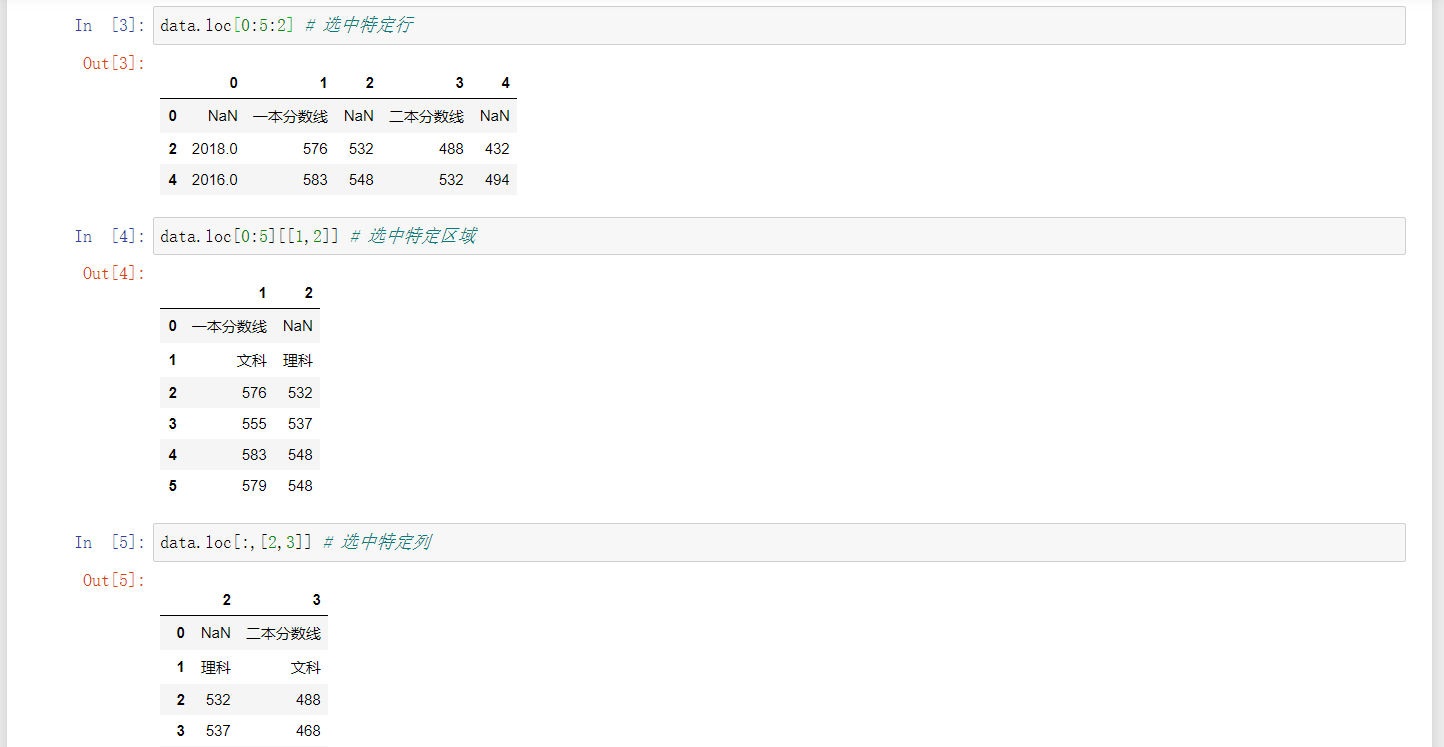 In [3]: data.loc[0:5:2] # 选中特定行
Out[3]:
0 1 2 3 4
0 NaN 一本分数线 NaN 二本分数线 NaN
2 2018.0 576 532 488 432
4 2016.0 583 548 532 494
In [4]: data.loc[0:5][[1,2]] # 选中特定区域
Out[4]:
1 2
0 一本分数线 NaN
1 文科 理科
2 576 532
3 555 537
4 583 548
5 579 548
In [5]: data.loc[:,[2,3]] # 选中特定列
Out[5]:
2 3
0 NaN 二本分数线
1 理科 文科
2 532 488
3 537 468